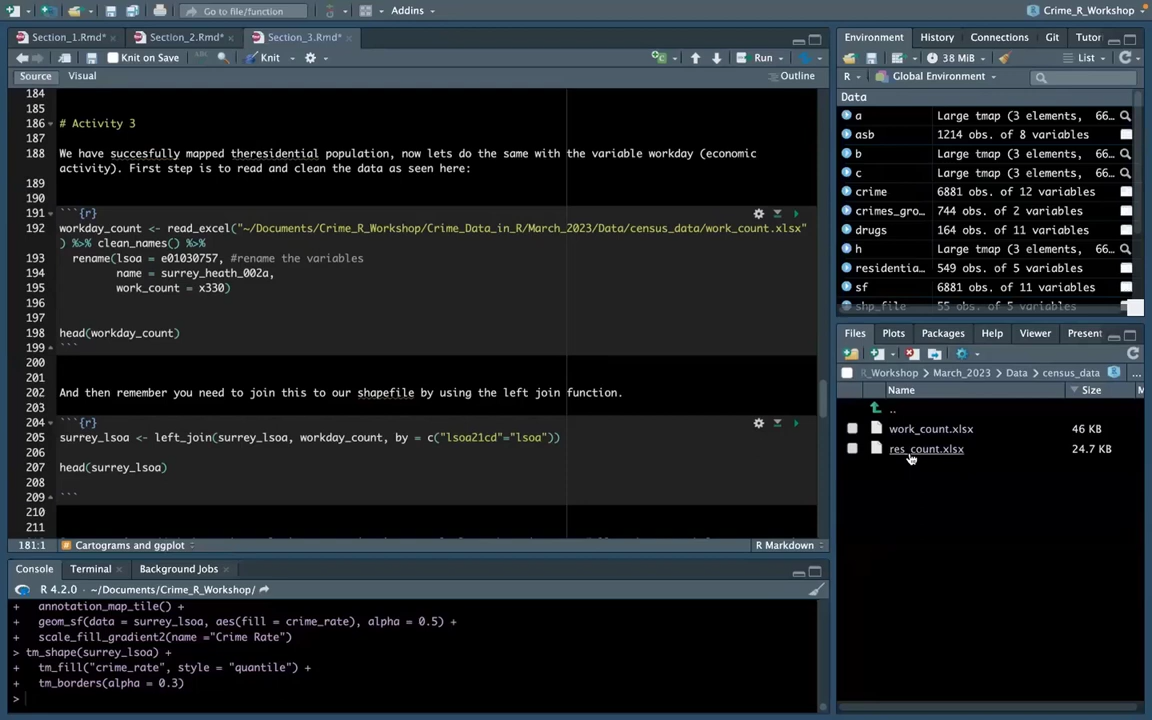 Go to file/function
Addins
Crime_R_Workshop
Section_1.Rmd*
Section_2.Rmd*
Section_3.Rmd*
Knit on Save
Knit
Run
Source
Visual
Outline
184
185
186 # Activity 3
187
188 We have succesfully mapped theresidential population, now lets do the same with the variable workday (economic
activity). First step is to read and clean the data as seen here:
189
190
191 ```{r}
192 workday_count <- read_excel("~/Documents/Crime_R_Workshop/Crime_Data_in_R/March_2023/Data/census_data/work_count.xlsx"
) %>% clean_names() %>%
193 rename(lsoa = e01030757, #rename the variables
194 name = surrey_heath_002a,
195 work_count = x330)
196
197
198 head(workday_count)
199 ```
200
201
202 And then remember you need to join this to our shapefile by using the left join function.
203
204 ```{r}
205 surrey_lsoa <- left_join(surrey_lsoa, workday_count, by = c("lsoa21cd"="lsoa"))
206
207 head(surrey_lsoa)
208
209 ```
210
211
181:1 # Cartograms and ggplot
R Markdown
Console
Terminal
Background Jobs
R 4.2.0 · ~/Documents/Crime_R_Workshop/
+ annotation_map_tile() +
+ geom_sf(data = surrey_lsoa, aes(fill = crime_rate), alpha = 0.5) +
+ scale_fill_gradient2(name ="Crime Rate")
> tm_shape(surrey_lsoa) +
+ tm_fill("crime_rate", style = "quantile") +
+ tm_borders(alpha = 0.3)
>
Environment
History
Connections
Git
Tutor
38 MiB
List
R
Global Environment
Data
a Large tmap (3 elements, 66…
asb 1214 obs. of 8 variables
b Large tmap (3 elements, 66…
c Large tmap (3 elements, 66…
crime 6881 obs. of 12 variables
crimes_gro… 744 obs. of 2 variables
drugs 164 obs. of 11 variables
h Large tmap (3 elements, 66…
residentia… 549 obs. of 5 variables
sf 6881 obs. of 11 variables
shp_file 55 obs. of 5 variables
Files
Plots
Packages
Help
Viewer
Present
R_Workshop > March_2023 > Data > census_data
...
Name
Size
M
..
work_count.xlsx 46 KB
res_count.xlsx 24.7 KB